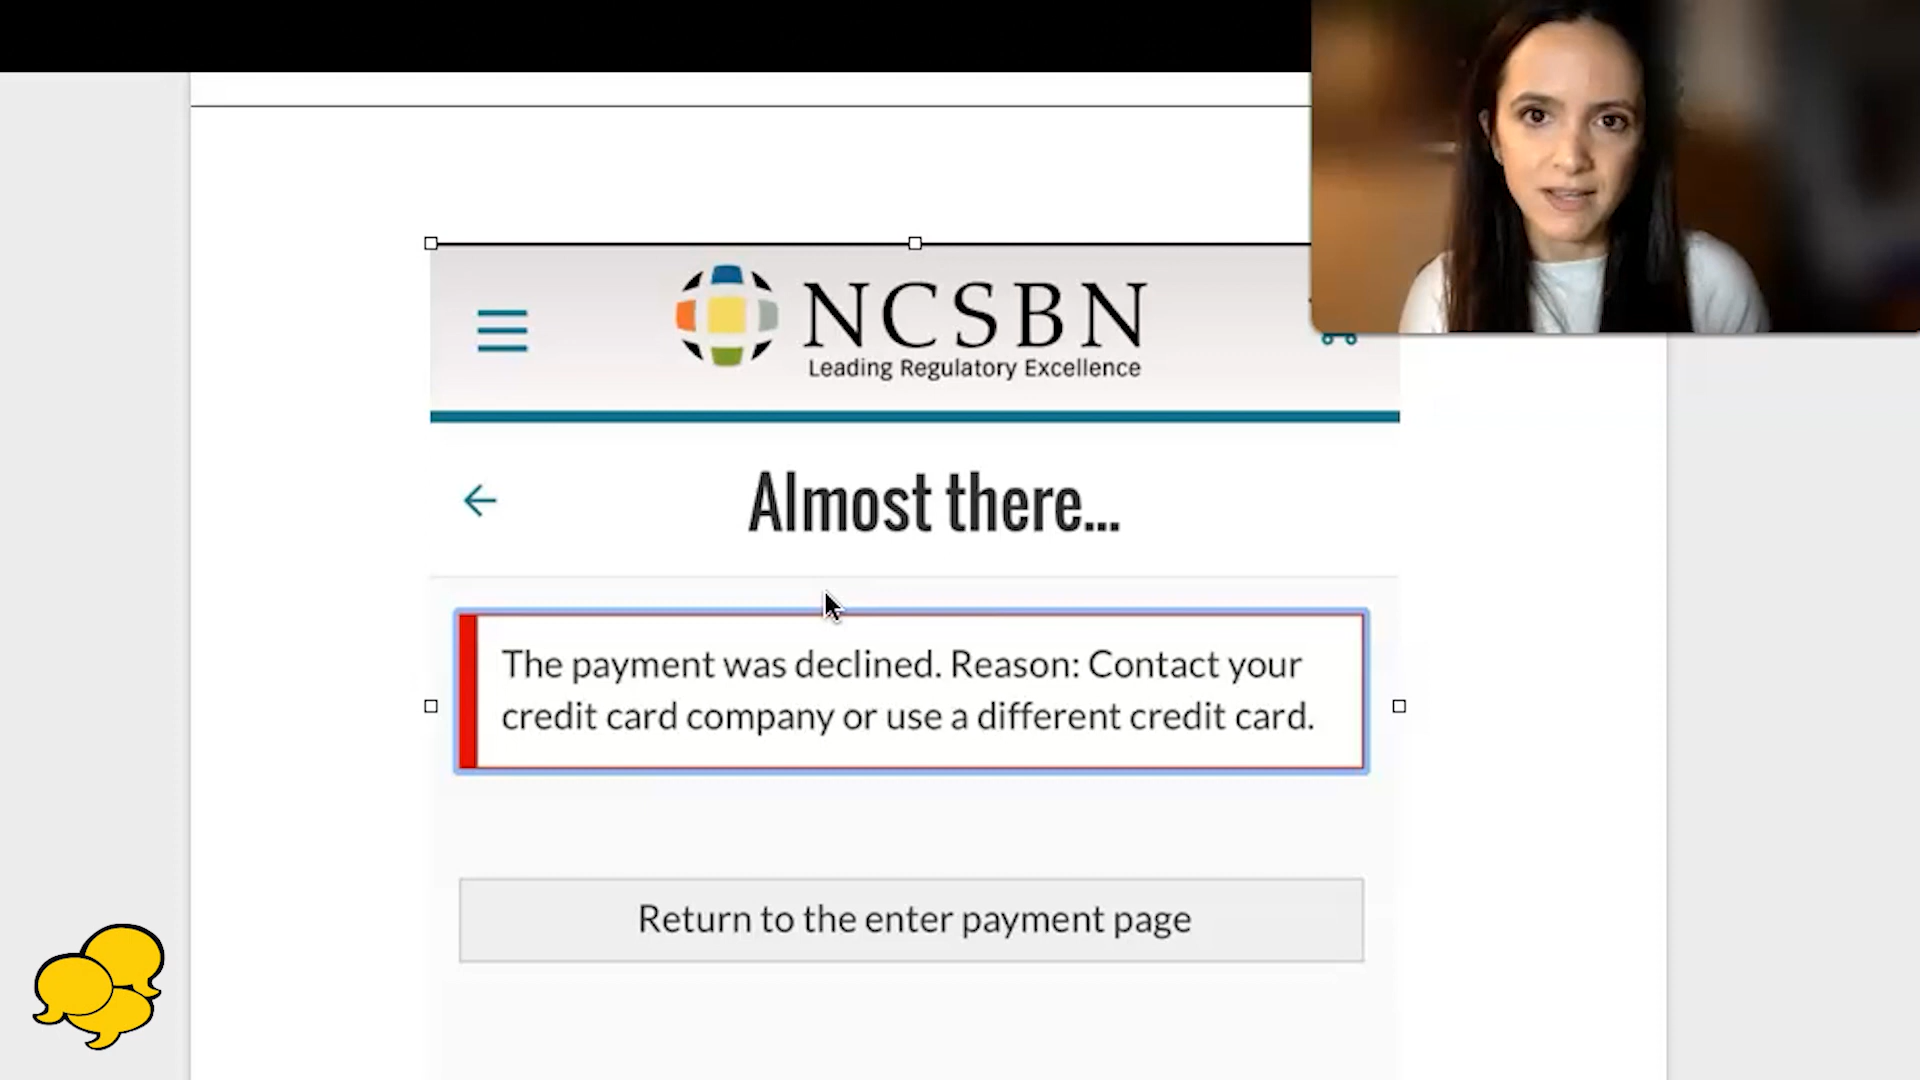 NCSBN
Leading Regulatory Excellence
Almost there...
The payment was declined. Reason: Contact your
credit card company or use a different credit card.
Return to the enter payment page